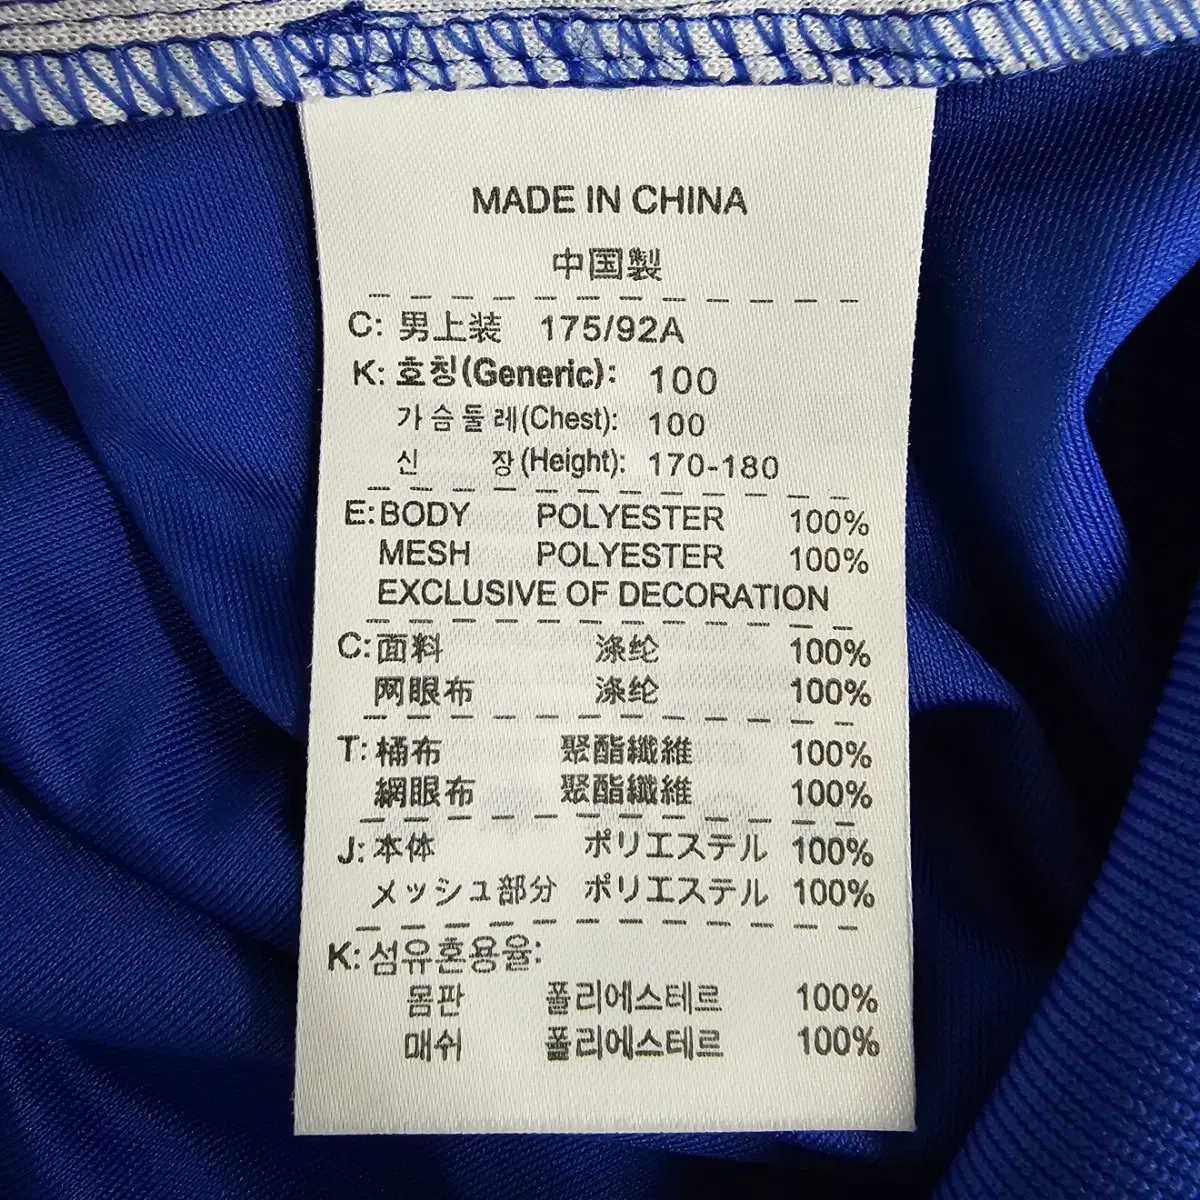 MADE IN CHINA
中国製
C: 男上装 175/92A
K: 호칭(Generic): 100
가슴둘레(Chest): 100
신 장(Height): 170-180
E: BODY POLYESTER 100%
MESH POLYESTER 100%
EXCLUSIVE OF DECORATION
C: 面料 涤纶 100%
网眼布 涤纶 100%
T: 桶布 聚酯纖維 100%
網眼布 聚酯纖維 100%
J: 本体 ポリエステル 100%
メッシュ部分 ポリエステル 100%
K: 섬유혼용율:
몸판 폴리에스테르 100%
매쉬 폴리에스테르 100%